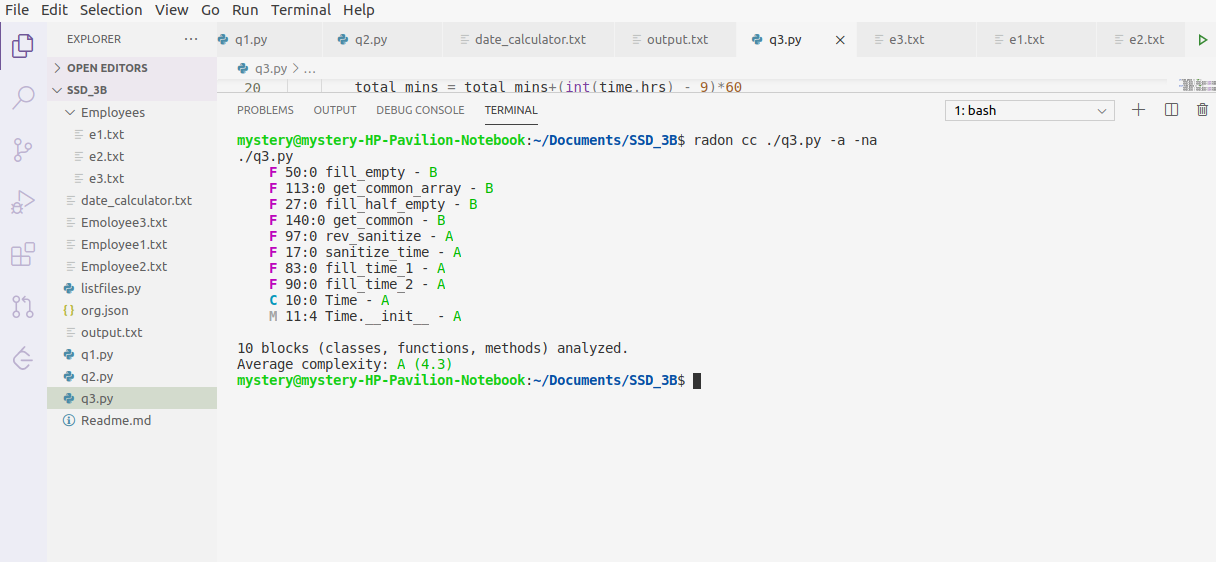 File Edit Selection View Go Run Terminal Help
EXPLORER ...
OPEN EDITORS
SSD_3B
Employees
e1.txt
e2.txt
e3.txt
date_calculator.txt
Emoloyee3.txt
Employee1.txt
Employee2.txt
listfiles.py
org.json
output.txt
q1.py
q2.py
q3.py
Readme.md
q1.py q2.py date_calculator.txt output.txt q3.py e3.txt e1.txt e2.txt
q3.py > ...
20 total_mins = total_mins+(int(time.hrs) - 9)*60
PROBLEMS OUTPUT DEBUG CONSOLE TERMINAL 1: bash
mystery@mystery-HP-Pavilion-Notebook:~/Documents/SSD_3B$ radon cc ./q3.py -a -na
./q3.py
F 50:0 fill_empty - B
F 113:0 get_common_array - B
F 27:0 fill_half_empty - B
F 140:0 get_common - B
F 97:0 rev_sanitize - A
F 17:0 sanitize_time - A
F 83:0 fill_time_1 - A
F 90:0 fill_time_2 - A
C 10:0 Time - A
M 11:4 Time.__init__ - A
10 blocks (classes, functions, methods) analyzed.
Average complexity: A (4.3)
mystery@mystery-HP-Pavilion-Notebook:~/Documents/SSD_3B$